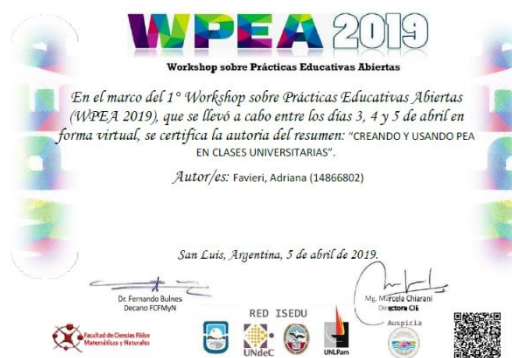 WPEA 2019
Workshop sobre Prácticas Educativas Abiertas
En el marco del 1° Workshop sobre Prácticas Educativas Abiertas
(WPEA 2019), que se llevó a cabo entre los días 3, 4 y 5 de abril en
forma virtual, se certifica la autoria del resumen: "CREANDO Y USANDO PEA
EN CLASES UNIVERSITARIAS".
Autor/es: Favieri, Adriana (14866802)
San Luis, Argentina, 5 de abril de 2019.
Dr. Fernando Bulnes
Decano FCFMyN
Mg. Marcela Chiarani
Directora CIE
Auspicia
RED ISEDU
Facultad de Ciencias Físico
Matemáticas y Naturales
UNdeC
UNLPam